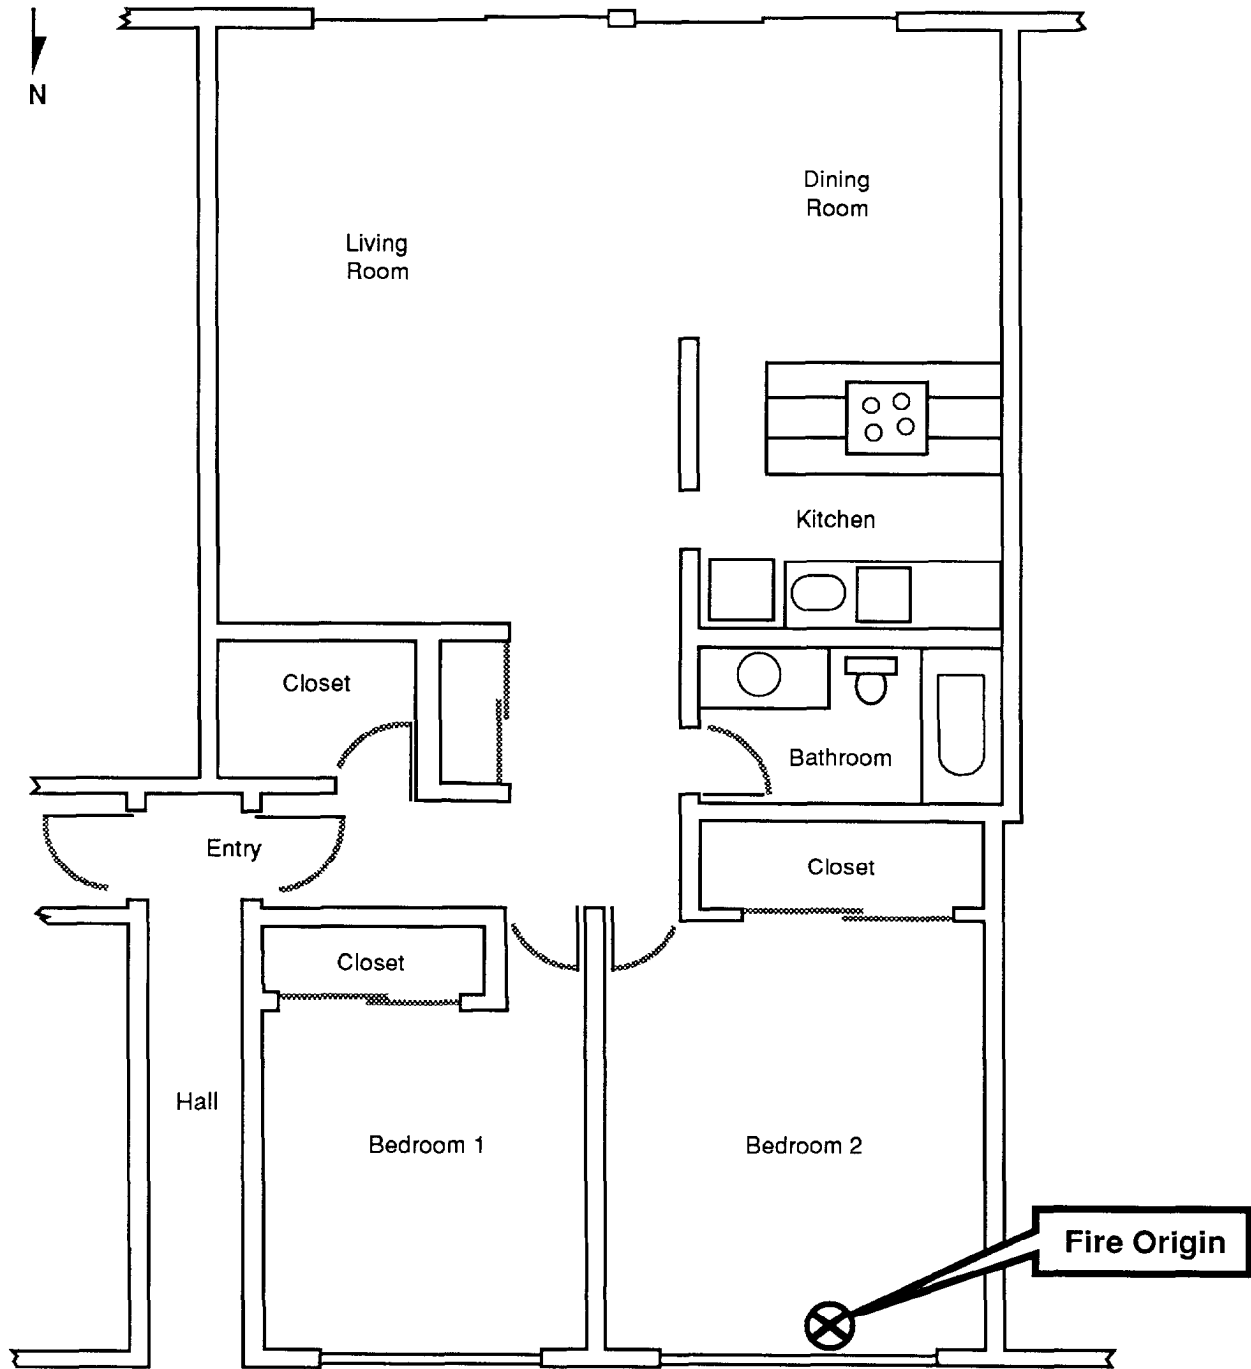 N
Dining
Room
Living
Room
Kitchen
Closet
Bathroom
Entry
Closet
Closet
Hall
Bedroom 1
Bedroom 2
Fire Origin